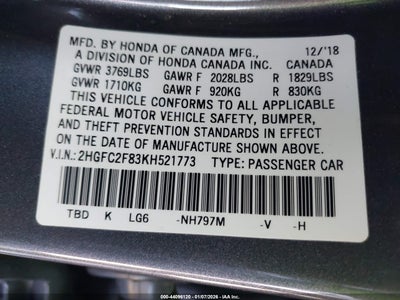 MFD. BY HONDA OF CANADA MFG., 12/'18
A DIVISION OF HONDA CANADA INC. CANADA
GVWR 3769LBS GAWR F 2028LBS R 1829LBS
GVWR 1710KG GAWR F 920KG R 830KG
THIS VEHICLE CONFORMS TO ALL APPLICABLE
FEDERAL MOTOR VEHICLE SAFETY, BUMPER,
AND THEFT PREVENTION STANDARDS IN EFFECT
ON THE DATE OF MANUFACTURE SHOWN ABOVE.
V.I.N.: 2HGFC2F83KH521773 TYPE: PASSENGER CAR
TBD K LG6 -NH797M -V -H
000-44096120 - 01/07/2026 - IAA Inc.